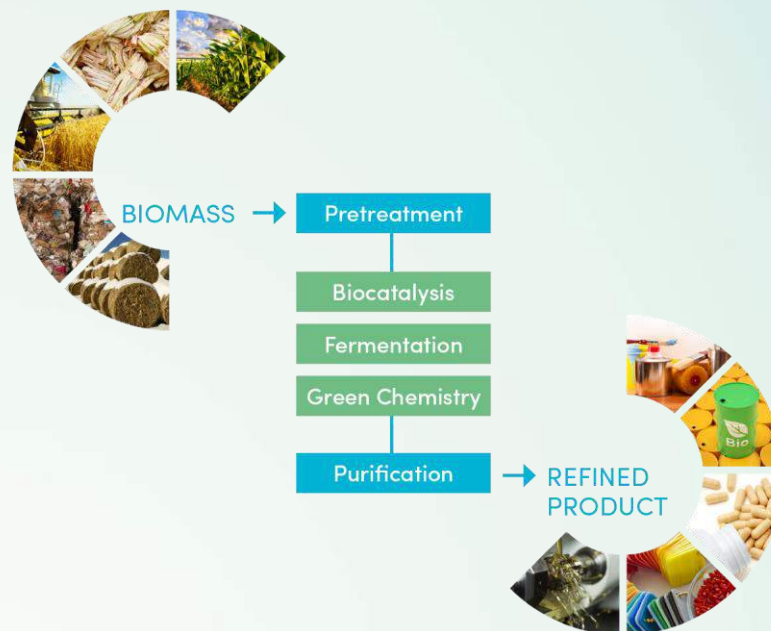 BIOMASS
Pretreatment
Biocatalysis
Fermentation
Green Chemistry
Purification
REFINED
PRODUCT
Bio